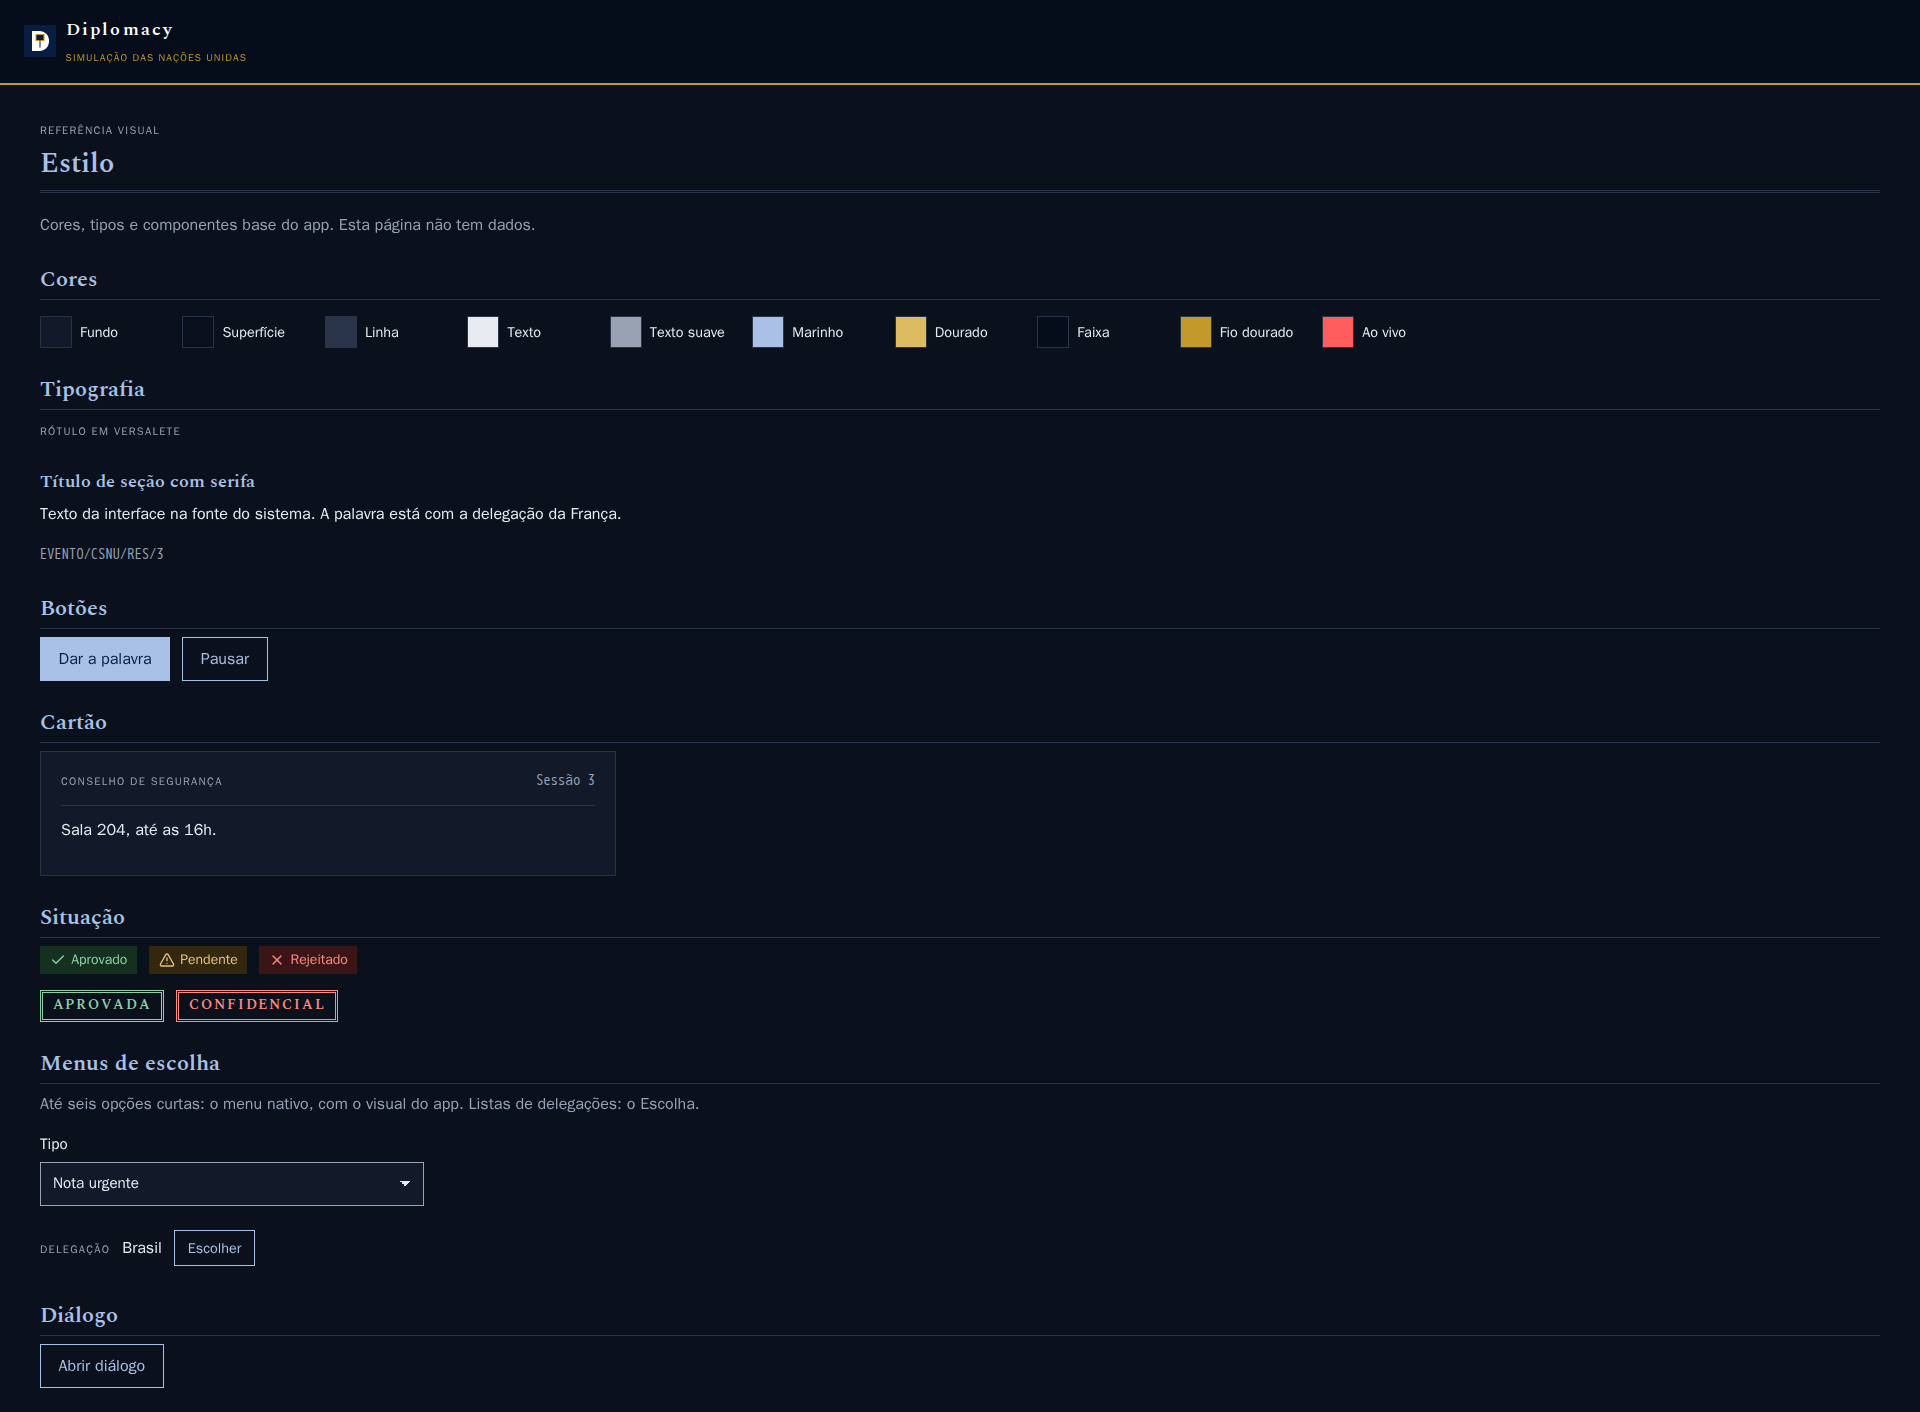 D
Diplomacy
SIMULAÇÃO DAS NAÇÕES UNIDAS
REFERÊNCIA VISUAL
Estilo
Cores, tipos e componentes base do app. Esta página não tem dados.
Cores
Fundo Superfície Linha Texto Texto suave Marinho Dourado Faixa Fio dourado Ao vivo
Tipografia
RÓTULO EM VERSALETE
Título de seção com serifa
Texto da interface na fonte do sistema. A palavra está com a delegação da França.
EVENTO/CSNU/RES/3
Botões
Dar a palavra Pausar
Cartão
CONSELHO DE SEGURANÇA Sessão 3
Sala 204, até as 16h.
Situação
Aprovado Pendente Rejeitado
APROVADA CONFIDENCIAL
Menus de escolha
Até seis opções curtas: o menu nativo, com o visual do app. Listas de delegações: o Escolha.
Tipo
Nota urgente
DELEGAÇÃO Brasil Escolher
Diálogo
Abrir diálogo